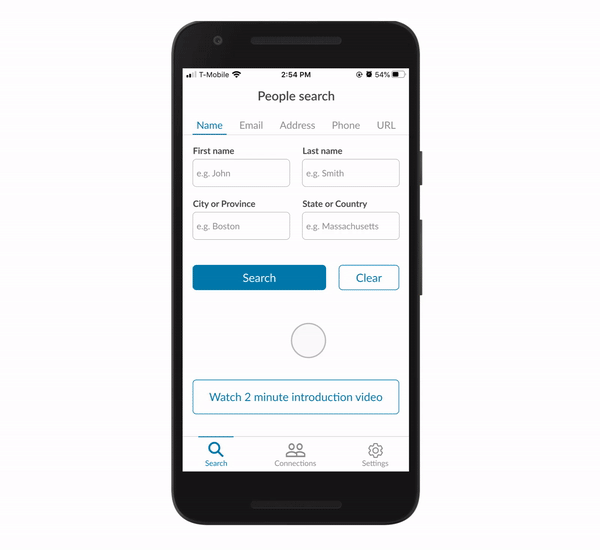 T-Mobile 2:54 PM 54%
People search
Name Email Address Phone URL
First name Last name
e.g. John e.g. Smith
City or Province State or Country
e.g. Boston e.g. Massachusetts
Search Clear
Watch 2 minute introduction video
Search Connections Settings